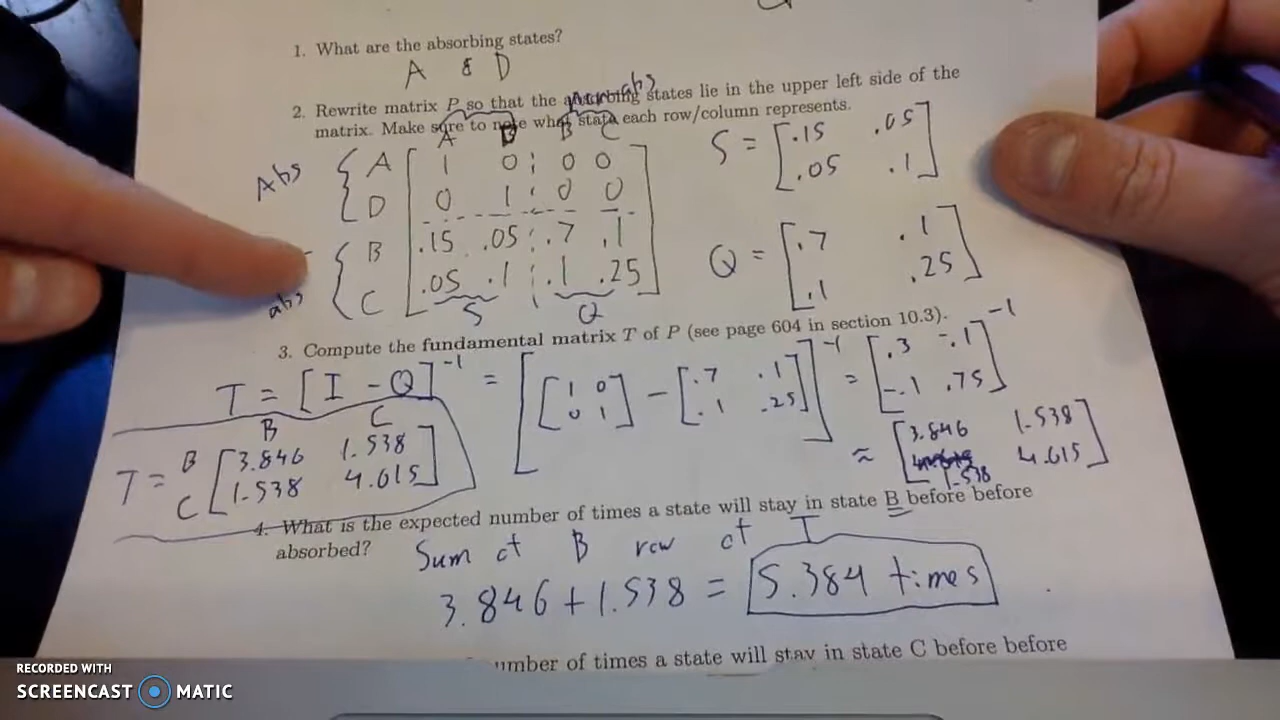 1. What are the absorbing states?
A & D
2. Rewrite matrix P so that the states lie in the upper left side of the
matrix. Make sure to note what state each row/column represents.
A B C
Abs { A [ 1 0 0 0 ]
D 0 1 0 0
{ B .15 .05 .7 .1
abs C .05 .1 .1 .25
S Q
S = [ .15 .05
.05 .1 ]
Q = [ .7 .1
.1 .25 ]
3. Compute the fundamental matrix T of P (see page 604 in section 10.3).
T = [I - Q]^-1 = [ [ 1 0 0 1 ] - [ .7 .1 .1 .25 ] ]^-1 = [ .3 -.1 -.1 .75 ]^-1
≈ [ 3.846 1.538
1.538 4.615 ]
B C
T = B [ 3.846 1.538
C 1.538 4.615 ]
4. What is the expected number of times a state will stay in state B before before
absorbed?
Sum of B row of T
3.846 + 1.538 = 5.384 times
umber of times a state will stay in state C before before
RECORDED WITH
SCREENCAST MATIC